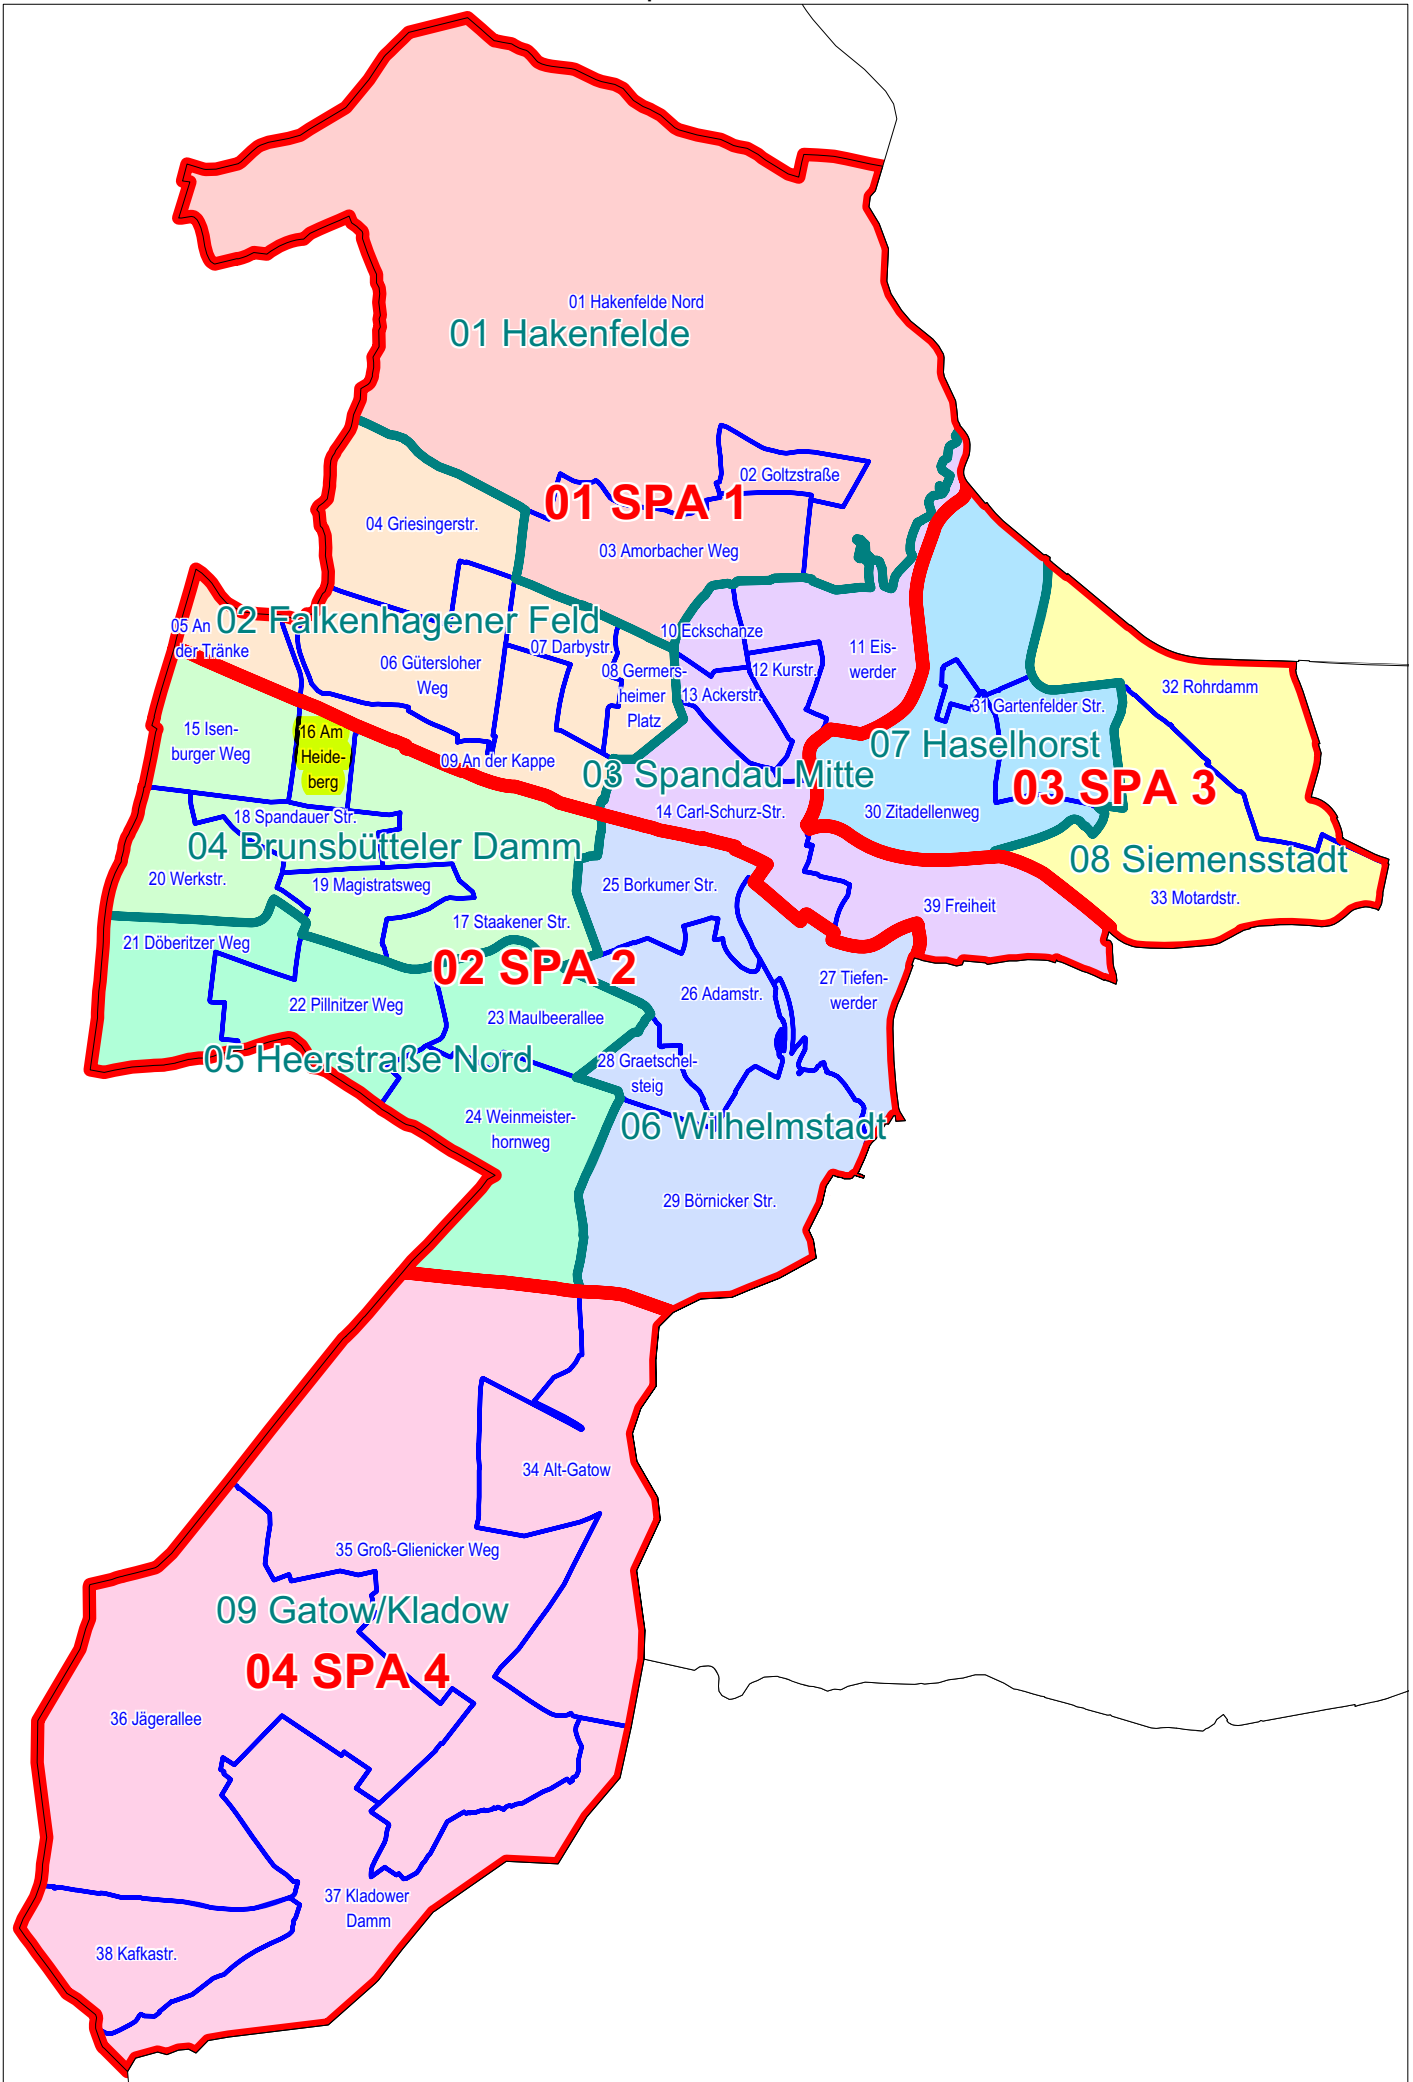 01 Hakenfelde Nord
01 Hakenfelde
02 Goltzstraße
01 SPA 1
04 Griesingerstr.
03 Amorbacher Weg
02 Falkenhagener Feld
05 An
der Tränke
06 Gütersloher
Weg
07 Darbystr.
08 Germers-
heimer
Platz
10 Eckschanze
11 Eis-
werder
12 Kurstr.
13 Ackerstr.
32 Rohrdamm
31 Gartenfelder Str.
15 Isen-
burger Weg
16 Am
Heide-
berg
09 An der Kappe
03 Spandau Mitte
07 Haselhorst
03 SPA 3
14 Carl-Schurz-Str.
30 Zitadellenweg
18 Spandauer Str.
04 Brunsbütteler Damm
08 Siemensstadt
20 Werkstr.
19 Magistratsweg
25 Borkumer Str.
33 Motardstr.
39 Freiheit
17 Staakener Str.
21 Döberitzer Weg
02 SPA 2
22 Pillnitzer Weg
23 Maulbeerallee
26 Adamstr.
27 Tiefen-
werder
05 Heerstraße Nord
28 Graetschel-
steig
24 Weinmeister-
hornweg
06 Wilhelmstadt
29 Börnicker Str.
34 Alt-Gatow
35 Groß-Glienicker Weg
09 Gatow/Kladow
04 SPA 4
36 Jägerallee
37 Kladower
Damm
38 Kafkastr.